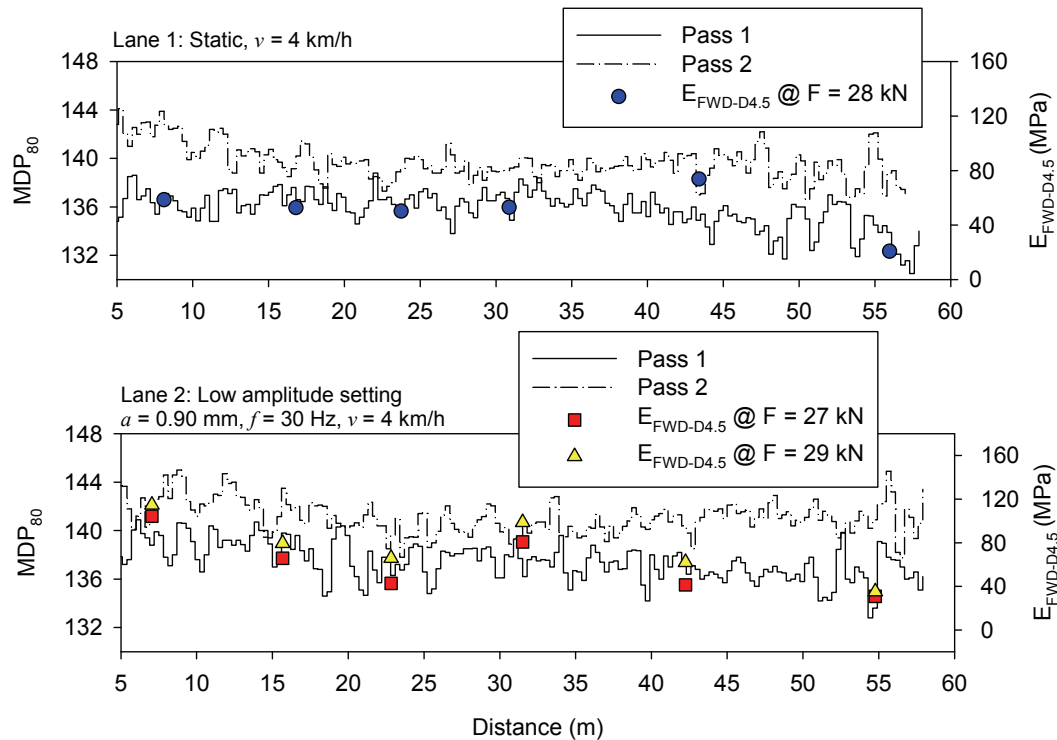 Lane 1: Static, v = 4 km/h
Pass 1
Pass 2
E_FWD-D4.5 @ F = 28 kN
148
144
140
136
132
MDP80
160
120
80
40
0
E_FWD-D4.5 (MPa)
5 10 15 20 25 30 35 40 45 50 55 60
Pass 1
Pass 2
E_FWD-D4.5 @ F = 27 kN
E_FWD-D4.5 @ F = 29 kN
Lane 2: Low amplitude setting
a = 0.90 mm, f = 30 Hz, v = 4 km/h
148
144
140
136
132
MDP80
160
120
80
40
0
E_FWD-D4.5 (MPa)
5 10 15 20 25 30 35 40 45 50 55 60
Distance (m)